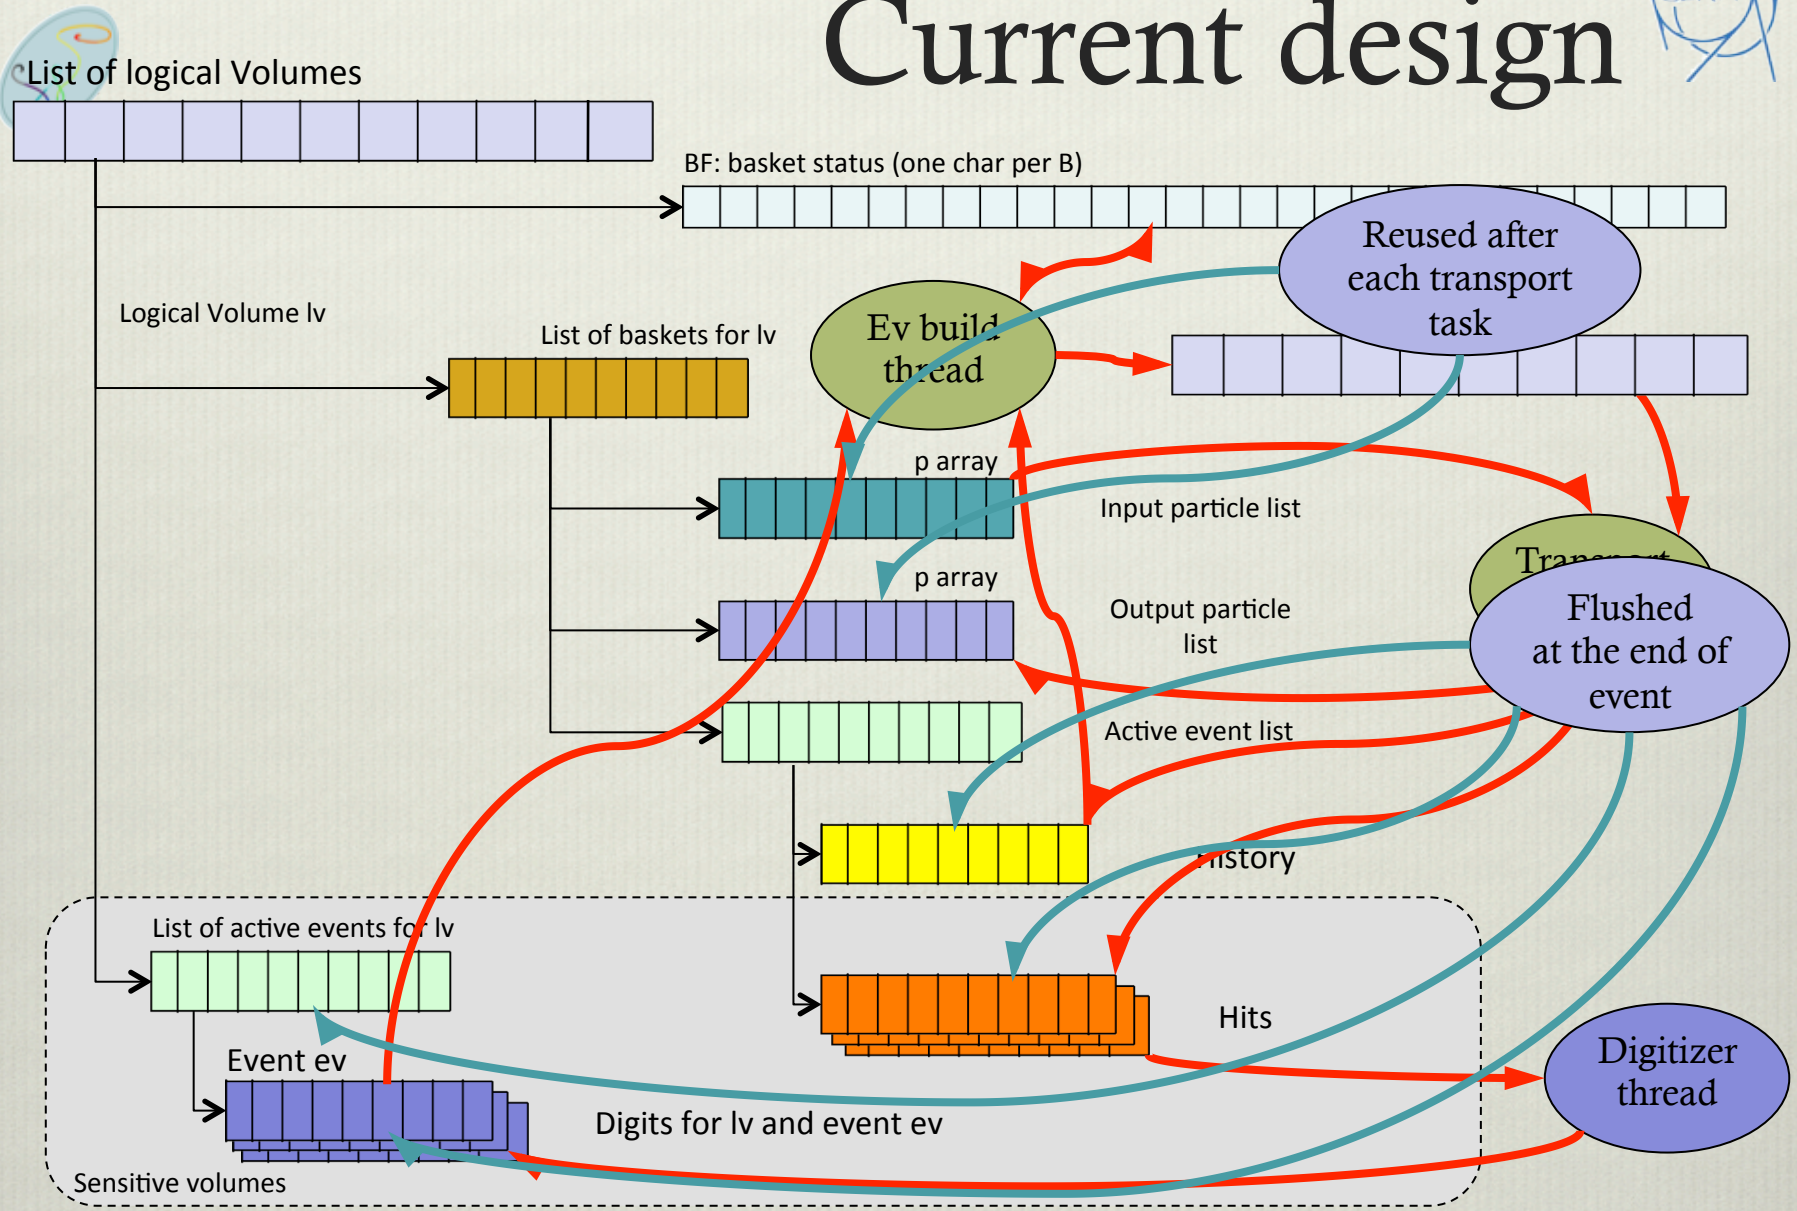 Current design
List of logical Volumes
BF: basket status (one char per B)
Reused after
each transport
task
Logical Volume lv
List of baskets for lv
Ev build
thread
p array
Input particle list
p array
Output particle
list
Flushed
at the end of
event
Active event list
History
List of active events for lv
Hits
Event ev
Digitizer
thread
Digits for lv and event ev
Sensitive volumes